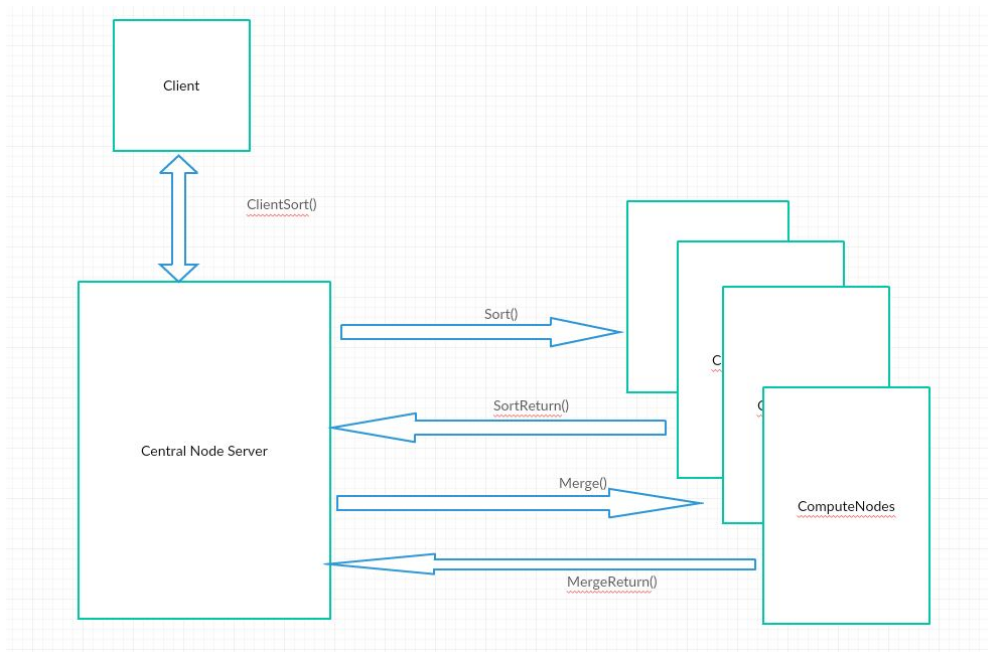 Client
ClientSort()
Sort()
C
SortReturn()
C
Central Node Server
Merge()
ComputeNodes
MergeReturn()